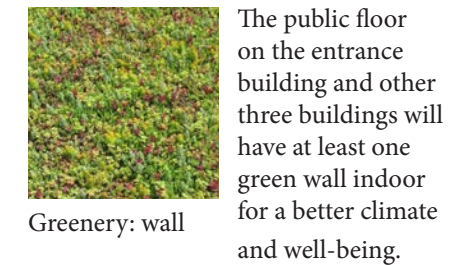 The public floor
on the entrance
building and other
three buildings will
have at least one
green wall indoor
for a better climate
and well-being.
Greenery: wall